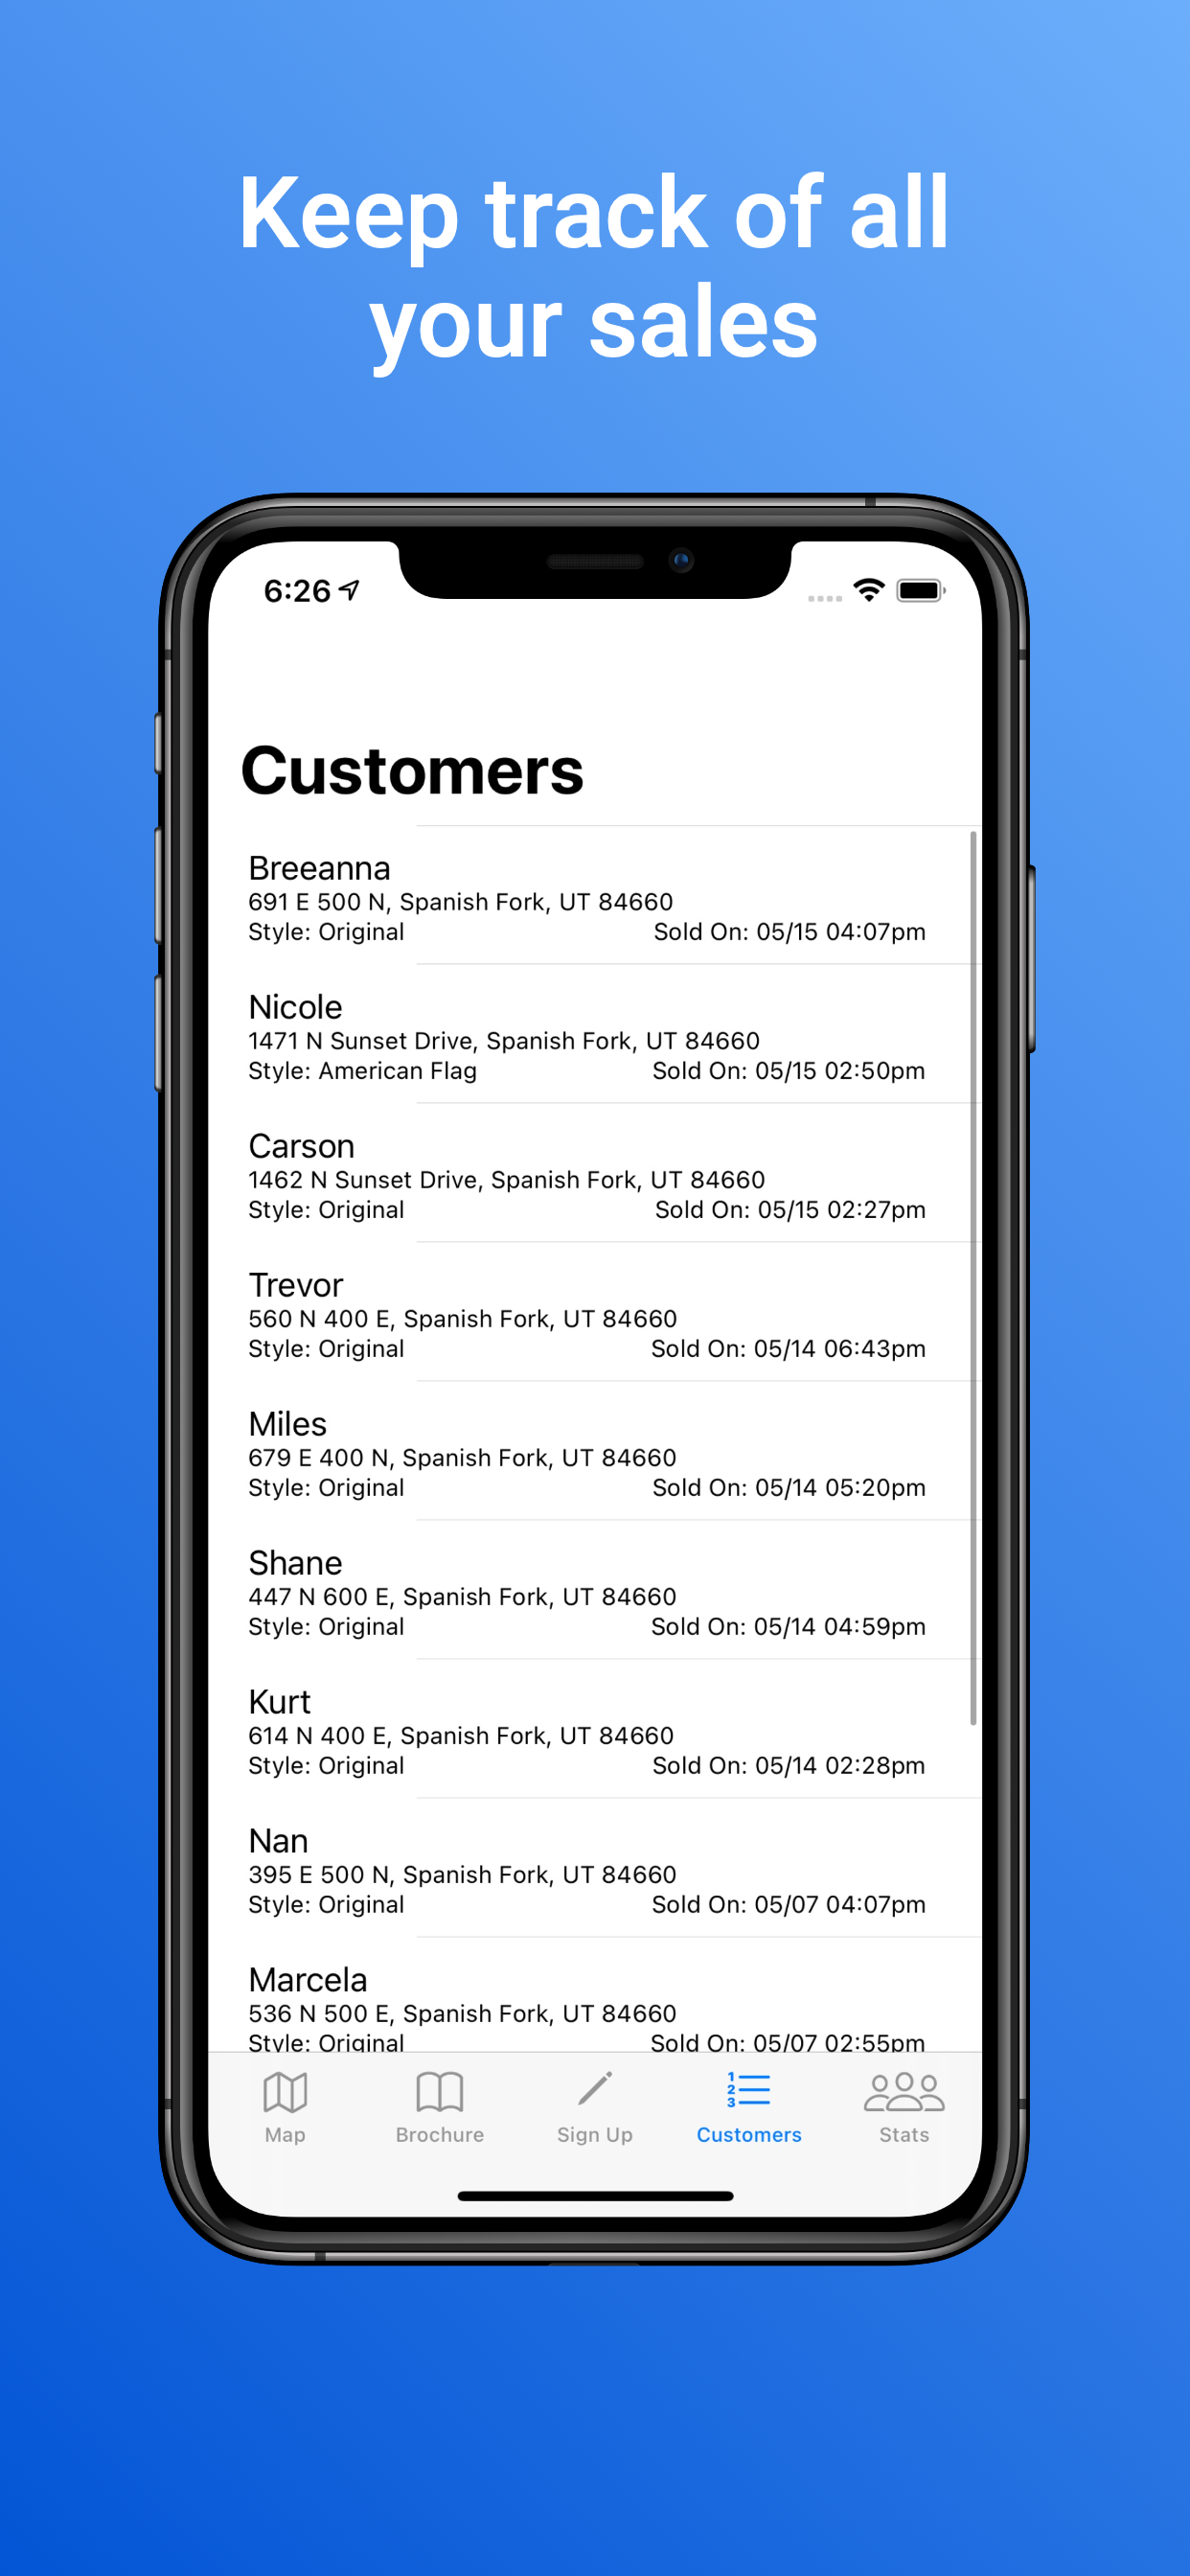 Keep track of all
your sales
6:26
Customers
Breeanna
691 E 500 N, Spanish Fork, UT 84660
Style: Original Sold On: 05/15 04:07pm
Nicole
1471 N Sunset Drive, Spanish Fork, UT 84660
Style: American Flag Sold On: 05/15 02:50pm
Carson
1462 N Sunset Drive, Spanish Fork, UT 84660
Style: Original Sold On: 05/15 02:27pm
Trevor
560 N 400 E, Spanish Fork, UT 84660
Style: Original Sold On: 05/14 06:43pm
Miles
679 E 400 N, Spanish Fork, UT 84660
Style: Original Sold On: 05/14 05:20pm
Shane
447 N 600 E, Spanish Fork, UT 84660
Style: Original Sold On: 05/14 04:59pm
Kurt
614 N 400 E, Spanish Fork, UT 84660
Style: Original Sold On: 05/14 02:28pm
Nan
395 E 500 N, Spanish Fork, UT 84660
Style: Original Sold On: 05/07 04:07pm
Marcela
536 N 500 E, Spanish Fork, UT 84660
Style: Original Sold On: 05/07 02:55pm
1
2
3
Map Brochure Sign Up Customers Stats